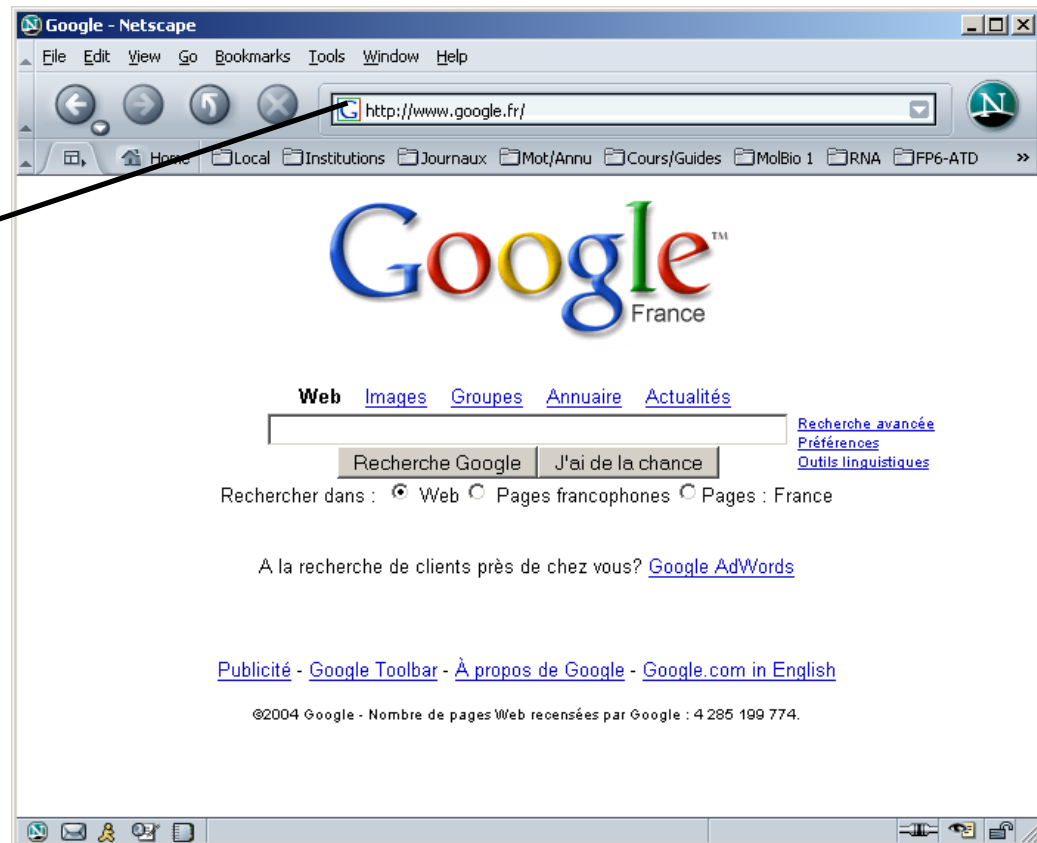 Google - Netscape
File Edit View Go Bookmarks Tools Window Help
http://www.google.fr/
N
Home Local Institutions Journaux Mot/Annu Cours/Guides MolBio 1 RNA FP6-ATD »
Google™
France
Web Images Groupes Annuaire Actualités
Recherche avancée
Préférences
Outils linguistiques
Recherche Google J'ai de la chance
Rechercher dans : Web Pages francophones Pages : France
A la recherche de clients près de chez vous? Google AdWords
Publicité - Google Toolbar - À propos de Google - Google.com in English
©2004 Google - Nombre de pages Web recensées par Google : 4 285 199 774.